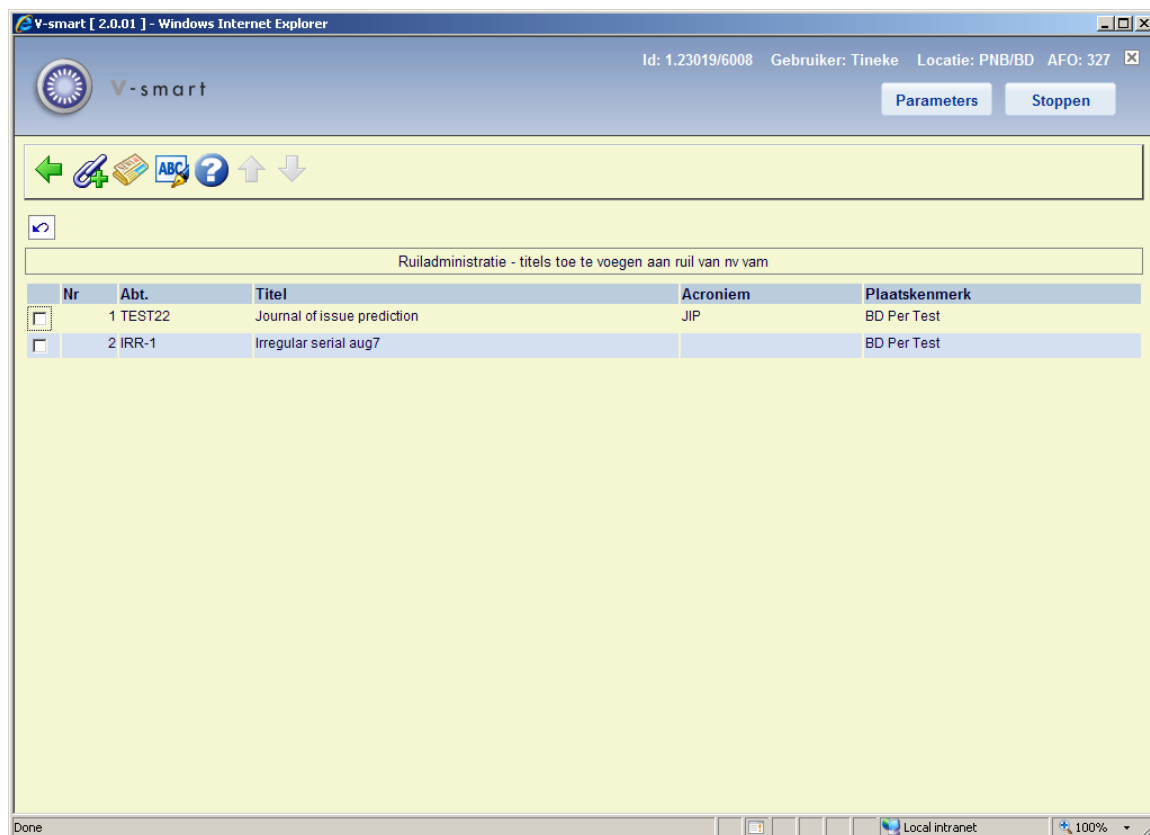 V-smart [ 2.0.01 ] - Windows Internet Explorer
Id: 1.23019/6008 Gebruiker: Tineke Locatie: PNB/BD AFO: 327
V-smart
Parameters Stoppen
ABC ?
Ruiladministratie - titels toe te voegen aan ruil van nv vam
Nr Abt. Titel Acroniem Plaatskenmerk
1 TEST22 Journal of issue prediction JIP BD Per Test
2 IRR-1 Irregular serial aug7 BD Per Test
Done Local intranet 100%